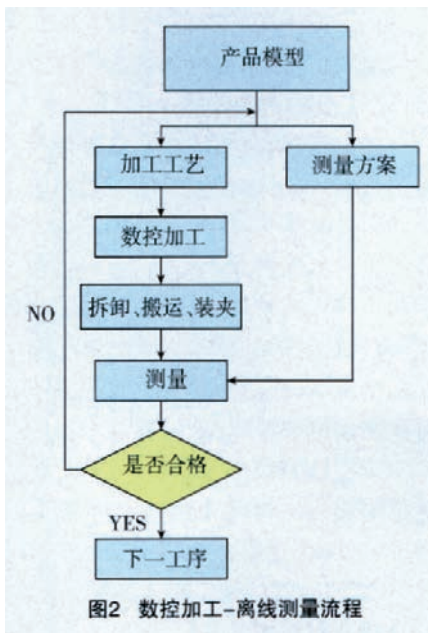 产品模型
加工工艺
测量方案
数控加工
拆卸、搬运、装夹
NO
测量
是否合格
YES
下一工序
图2 数控加工-离线测量流程